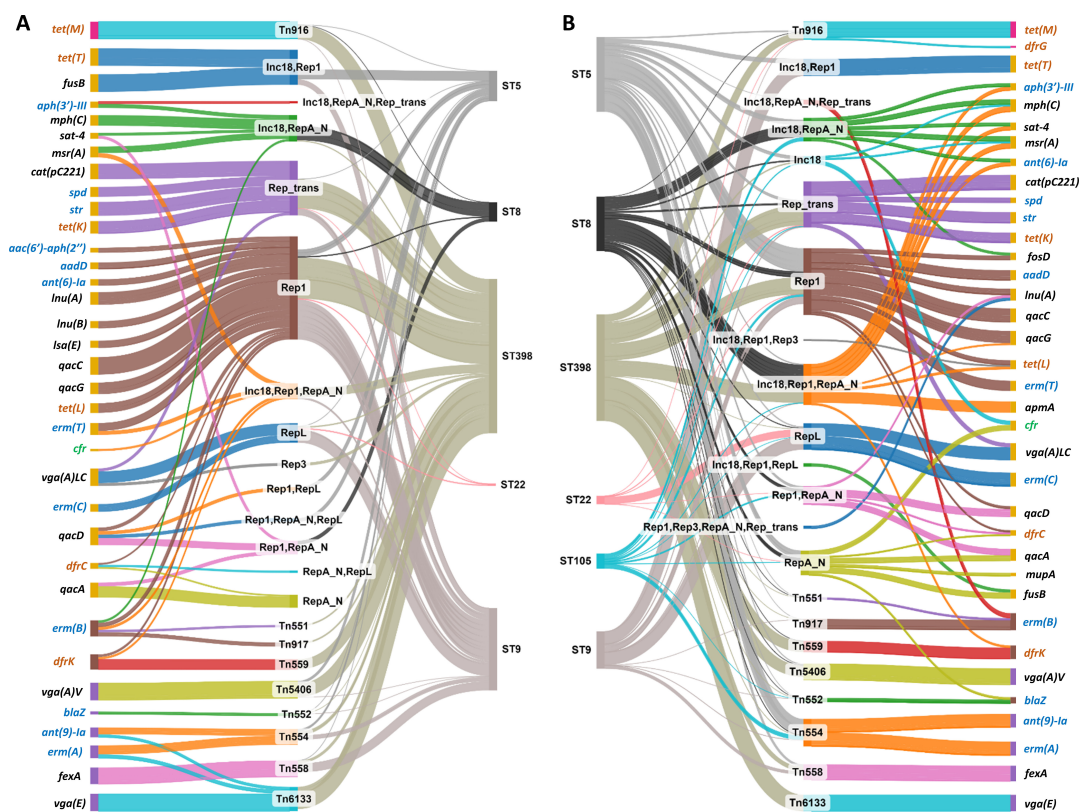 A
tet(M)
tet(T)
fusB
aph(3')-III
mph(C)
sat-4
msr(A)
cat(pC221)
spd
str
tet(K)
aac(6')-aph(2'')
aadD
ant(6)-Ia
lnu(A)
lnu(B)
lsa(E)
qacC
qacG
tet(L)
erm(T)
cfr
vga(A)LC
erm(C)
qacD
dfrC
qacA
erm(B)
dfrK
vga(A)V
blaZ
ant(9)-Ia
erm(A)
fexA
vga(E)
Tn916
Inc18,Rep1
Inc18,RepA_N,Rep_trans
Inc18,RepA_N
Rep_trans
Rep1
Inc18,Rep1,RepA_N
RepL
Rep3
Rep1,RepL
Rep1,RepA_N,RepL
Rep1,RepA_N
RepA_N,RepL
RepA_N
Tn551
Tn917
Tn559
Tn5406
Tn552
Tn554
Tn558
Tn6133
ST5
ST8
ST398
ST22
ST9
B
ST5
ST8
ST398
ST22
ST105
ST9
Tn916
Inc18,Rep1
Inc18,RepA_N,Rep_trans
Inc18,RepA_N
Inc18
Rep_trans
Rep1
Inc18,Rep1,Rep3
Inc18,Rep1,RepA_N
RepL
Inc18,Rep1,RepL
Rep1,RepA_N
Rep1,Rep3,RepA_N,Rep_trans
RepA_N
Tn551
Tn917
Tn559
Tn5406
Tn552
Tn554
Tn558
Tn6133
tet(M)
dfrG
tet(T)
aph(3')-III
mph(C)
sat-4
msr(A)
ant(6)-Ia
cat(pC221)
spd
str
tet(K)
fosD
aadD
lnu(A)
qacC
qacG
tet(L)
erm(T)
apmA
cfr
vga(A)LC
erm(C)
qacD
dfrC
qacA
mupA
fusB
erm(B)
dfrK
vga(A)V
blaZ
ant(9)-Ia
erm(A)
fexA
vga(E)